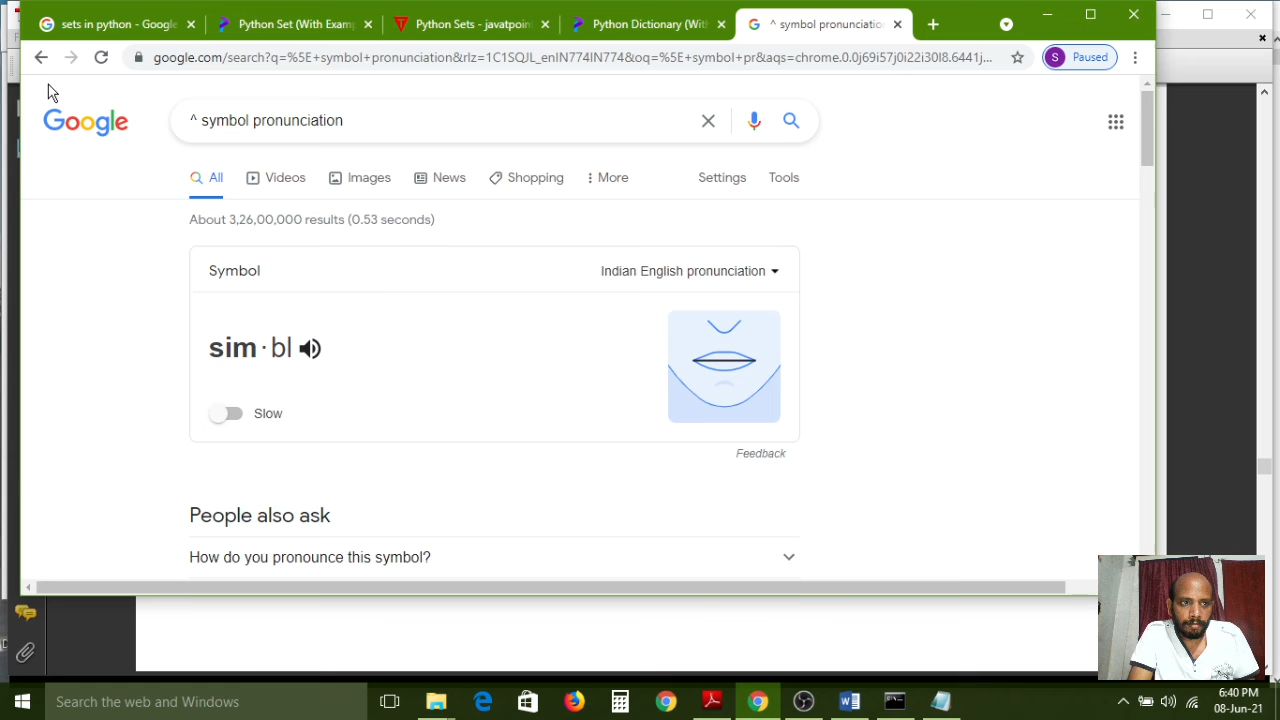 sets in python - Google
Python Set (With Exam
Python Sets - javatpoint
Python Dictionary (Wit
^ symbol pronunciatio
google.com/search?q=%5E+symbol+pronunciation&rlz=1C1SQJL_enIN774IN774&oq=%5E+symbol+pr&aqs=chrome.0.0j69i57j0i22i30l8.6441j...
S Paused
Google
^ symbol pronunciation
All
Videos
Images
News
Shopping
More
Settings
Tools
About 3,26,00,000 results (0.53 seconds)
Symbol
Indian English pronunciation
sim·bl
Slow
Feedback
People also ask
How do you pronounce this symbol?
Search the web and Windows
6:40 PM
08-Jun-21